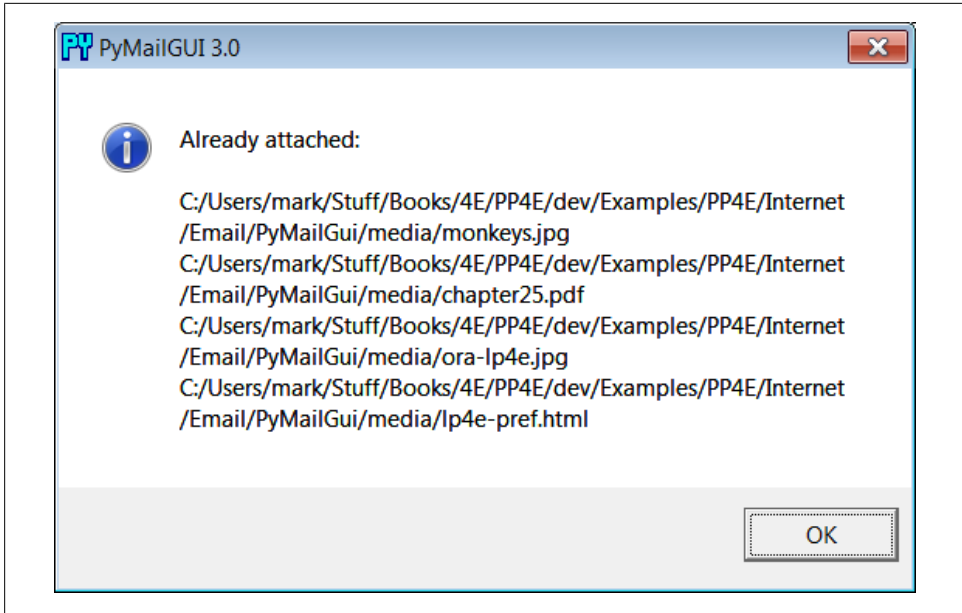 PY PyMailGUI 3.0
Already attached:
C:/Users/mark/Stuff/Books/4E/PP4E/dev/Examples/PP4E/Internet
/Email/PyMailGui/media/monkeys.jpg
C:/Users/mark/Stuff/Books/4E/PP4E/dev/Examples/PP4E/Internet
/Email/PyMailGui/media/chapter25.pdf
C:/Users/mark/Stuff/Books/4E/PP4E/dev/Examples/PP4E/Internet
/Email/PyMailGui/media/ora-lp4e.jpg
C:/Users/mark/Stuff/Books/4E/PP4E/dev/Examples/PP4E/Internet
/Email/PyMailGui/media/lp4e-pref.html
OK